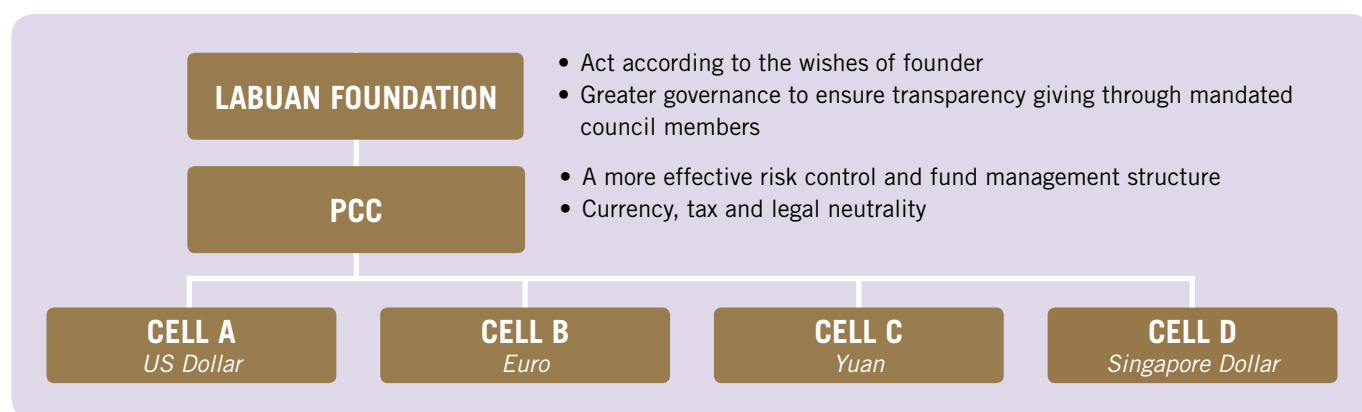 LABUAN FOUNDATION
• Act according to the wishes of founder
• Greater governance to ensure transparency giving through mandated
council members
PCC
• A more effective risk control and fund management structure
• Currency, tax and legal neutrality
CELL A
US Dollar
CELL B
Euro
CELL C
Yuan
CELL D
Singapore Dollar